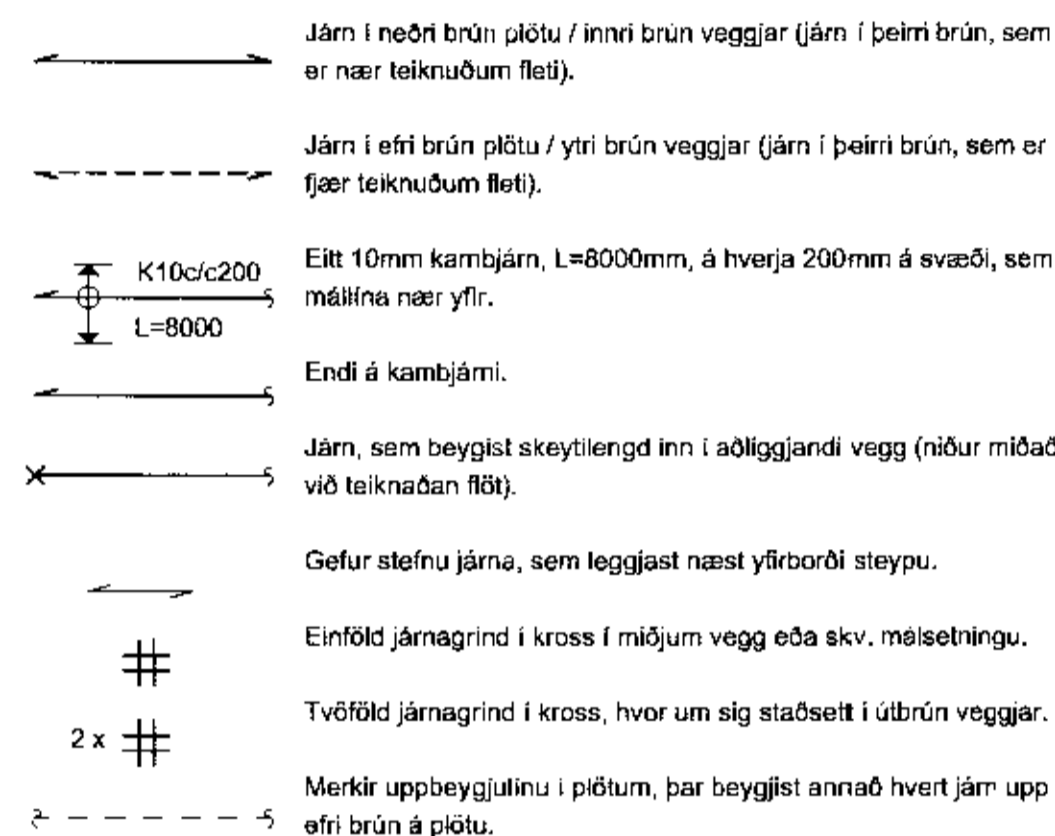 Járn í neðri brún plötu / innri brún veggjar (járn í þeirri brún, sem
er nær teiknuðum fleti).
Járn í efri brún plötu / ytri brún veggjar (járn í þeirri brún, sem er
fjær teiknuðum fleti).
K10c/c200
L=8000
Eitt 10mm kambjárn, L=8000mm, á hverja 200mm á svæði, sem
mállína nær yfir.
Endi á kambjárni.
Járn, sem beygist skeytilengd inn í aðliggjandi vegg (niður miðað
við teiknaðan flöt).
Gefur stefnu járna, sem leggjast næst yfirborði steypu.
Einföld járnagrind í kross í miðjum vegg eða skv. málsetningu.
2 x
Tvöföld járnagrind í kross, hvor um sig staðsett í útbrún veggjar.
Merkir uppbeygjulínu í plötum, þar beygjist annað hvert járn upp
efri brún á plötu.